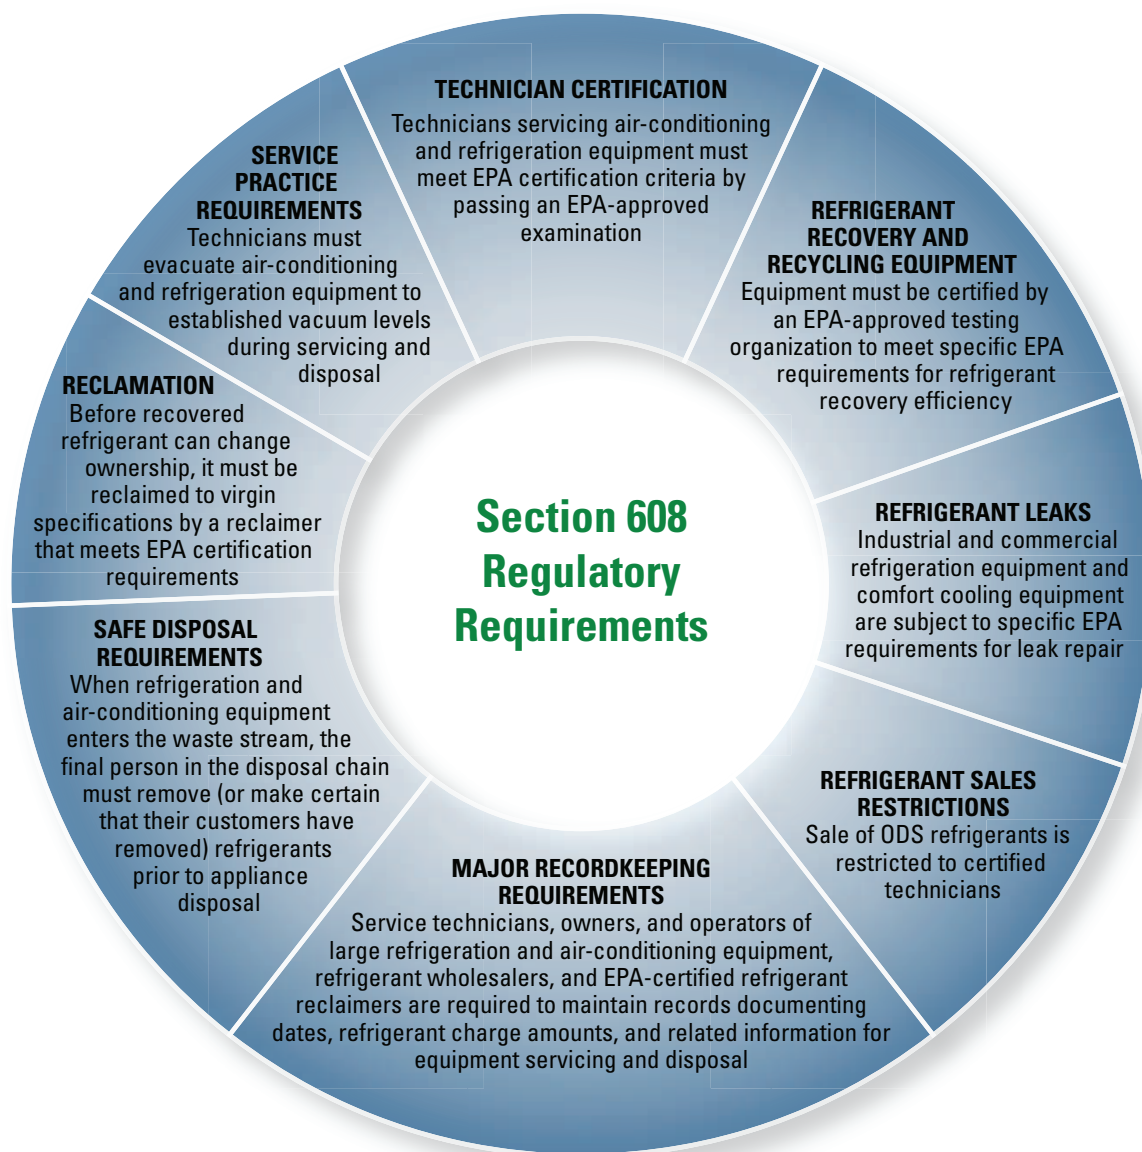 TECHNICIAN CERTIFICATION
Technicians servicing air-conditioning
and refrigeration equipment must
meet EPA certification criteria by
passing an EPA-approved
examination
REFRIGERANT
RECOVERY AND
RECYCLING EQUIPMENT
Equipment must be certified by
an EPA-approved testing
organization to meet specific EPA
requirements for refrigerant
recovery efficiency
REFRIGERANT LEAKS
Industrial and commercial
refrigeration equipment and
comfort cooling equipment
are subject to specific EPA
requirements for leak repair
REFRIGERANT SALES
RESTRICTIONS
Sale of ODS refrigerants is
restricted to certified
technicians
MAJOR RECORDKEEPING
REQUIREMENTS
Service technicians, owners, and operators of
large refrigeration and air-conditioning equipment,
refrigerant wholesalers, and EPA-certified refrigerant
reclaimers are required to maintain records documenting
dates, refrigerant charge amounts, and related information for
equipment servicing and disposal
SAFE DISPOSAL
REQUIREMENTS
When refrigeration and
air-conditioning equipment
enters the waste stream, the
final person in the disposal chain
must remove (or make certain
that their customers have
removed) refrigerants
prior to appliance
disposal
RECLAMATION
Before recovered
refrigerant can change
ownership, it must be
reclaimed to virgin
specifications by a reclaimer
that meets EPA certification
requirements
SERVICE
PRACTICE
REQUIREMENTS
Technicians must
evacuate air-conditioning
and refrigeration equipment to
established vacuum levels
during servicing and
disposal
Section 608
Regulatory
Requirements